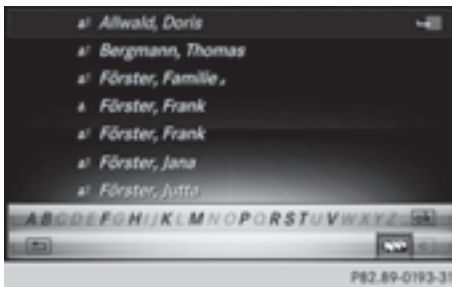 Allwald, Doris
Bergmann, Thomas
Förster, Familie
Förster, Frank
Förster, Frank
Förster, Jana
Förster, Jutta
ABCDEFGHIJKLMNOPQRSTUVWXYZ ok
P82.89-0193-31